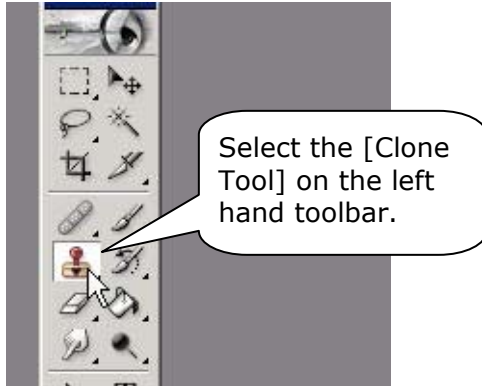 Select the [Clone
Tool] on the left
hand toolbar.